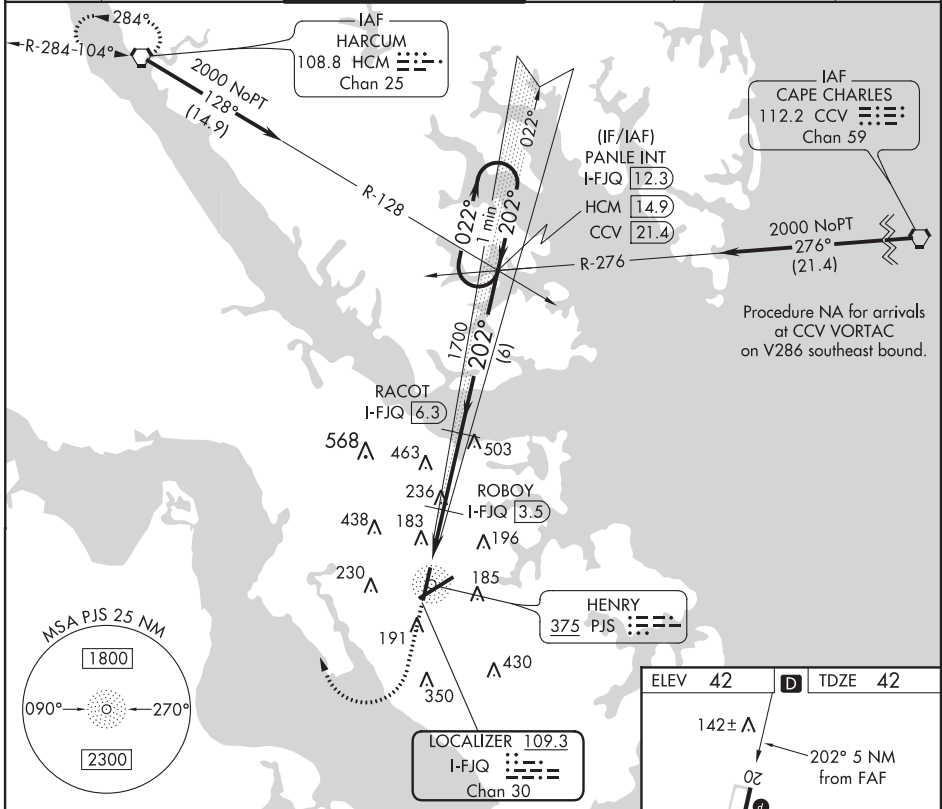 284°
R-284-104°
IAF
HARCUM
108.8 HCM
Chan 25
2000 NoPT
128°
(14.9)
R-128
022°
(IF/IAF)
PANLE INT
I-FJQ 12.3
HCM 14.9
CCV 21.4
IAF
CAPE CHARLES
112.2 CCV
Chan 59
2000 NoPT
276°
(21.4)
R-276
Procedure NA for arrivals
at CCV VORTAC
on V286 southeast bound.
022°
1 min
202°
1700
202°
(6)
RACOT
I-FJQ 6.3
568
463
503
236
ROBOY
I-FJQ 3.5
438
183
196
230
185
HENRY
375 PJS
191
430
350
MSA PJS 25 NM
1800
090°
270°
2300
LOCALIZER 109.3
I-FJQ
Chan 30
ELEV 42
D
TDZE 42
142±
202° 5 NM
from FAF
20
P